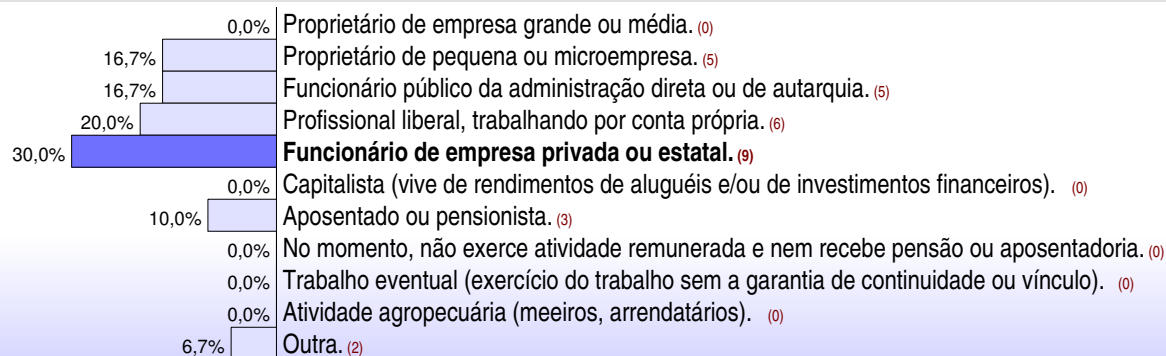 0,0% Proprietário de empresa grande ou média. (0)
16,7% Proprietário de pequena ou microempresa. (5)
16,7% Funcionário público da administração direta ou de autarquia. (5)
20,0% Profissional liberal, trabalhando por conta própria. (6)
30,0% Funcionário de empresa privada ou estatal. (9)
0,0% Capitalista (vive de rendimentos de aluguéis e/ou de investimentos financeiros). (0)
10,0% Aposentado ou pensionista. (3)
0,0% No momento, não exerce atividade remunerada e nem recebe pensão ou aposentadoria. (0)
0,0% Trabalho eventual (exercício do trabalho sem a garantia de continuidade ou vínculo). (0)
0,0% Atividade agropecuária (meeiros, arrendatários). (0)
6,7% Outra. (2)